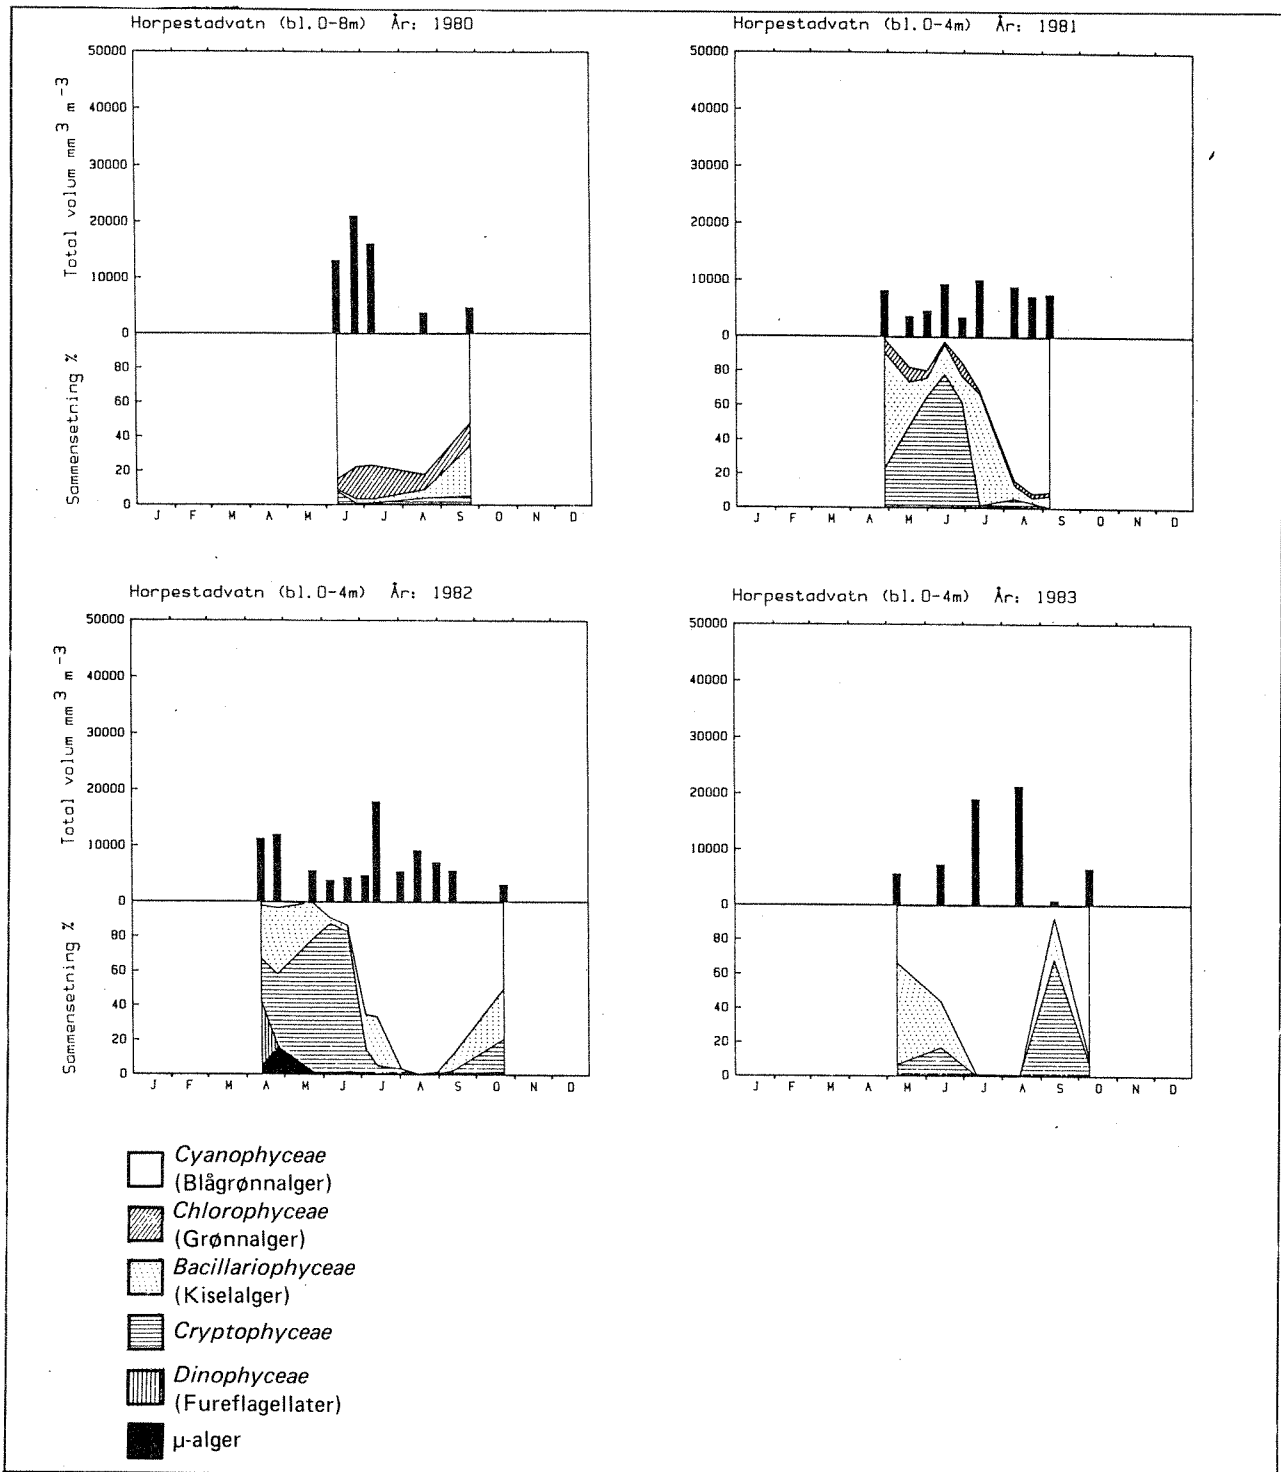 Horpestadvatn (bl. 0-8m) År: 1980
Total volum mm³ m⁻³
50000
40000
30000
20000
10000
0
Sammensetning %
80
60
40
20
0
J F M A M J J A S O N D
Horpestadvatn (bl. 0-4m) År: 1981
50000
40000
30000
20000
10000
0
80
60
40
20
0
J F M A M J J A S O N D
Horpestadvatn (bl. 0-4m) År: 1982
Total volum mm³ m⁻³
50000
40000
30000
20000
10000
0
Sammensetning %
80
60
40
20
0
J F M A M J J A S O N D
Horpestadvatn (bl. 0-4m) År: 1983
50000
40000
30000
20000
10000
0
80
60
40
20
0
J F M A M J J A S O N D
Cyanophyceae
(Blågrønnalger)
Chlorophyceae
(Grønnalger)
Bacillariophyceae
(Kiselalger)
Cryptophyceae
Dinophyceae
(Fureflagellater)
µ-alger